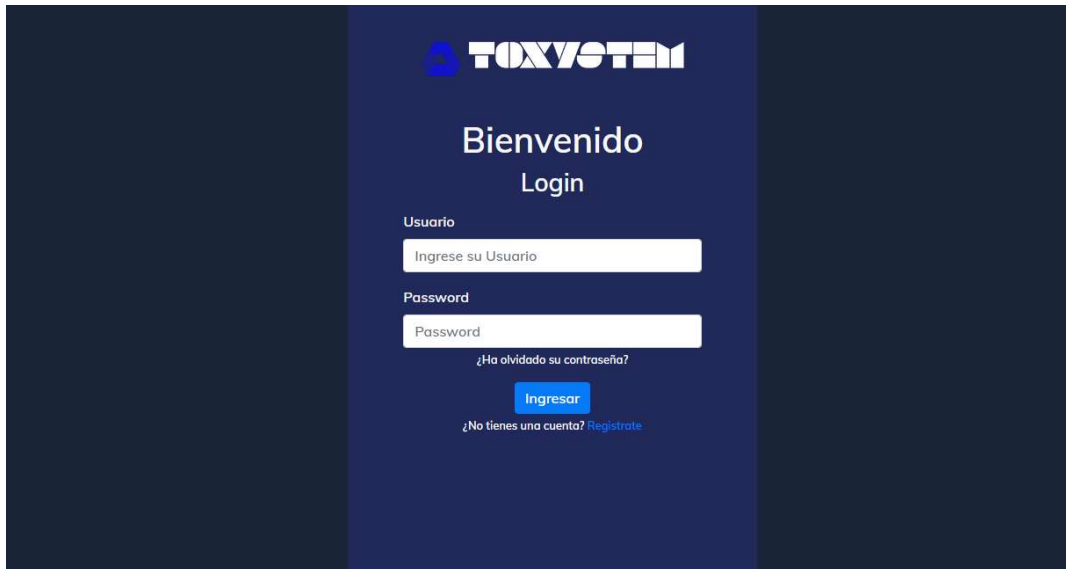 TOXYSTEM
Bienvenido
Login
Usuario
Ingrese su Usuario
Password
Password
¿Ha olvidado su contraseña?
Ingresar
¿No tienes una cuenta? Registrate